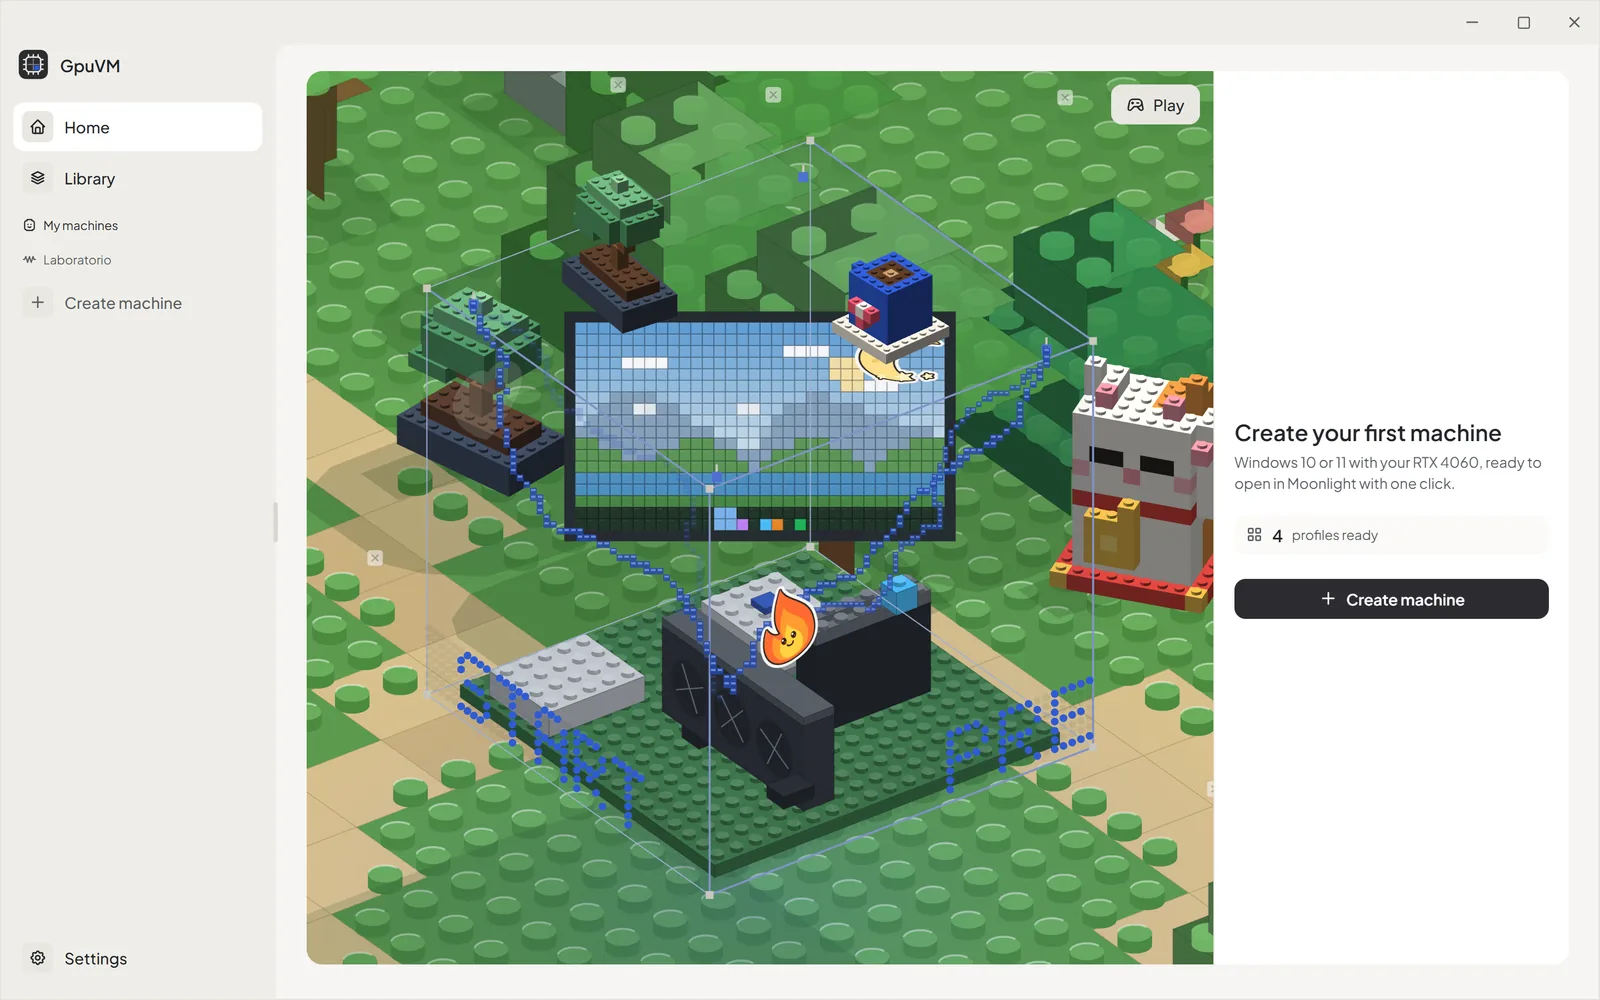 GpuVM
Home
Library
My machines
Laboratorio
Create machine
Settings
Play
Create your first machine
Windows 10 or 11 with your RTX 4060, ready to
open in Moonlight with one click.
4 profiles ready
Create machine